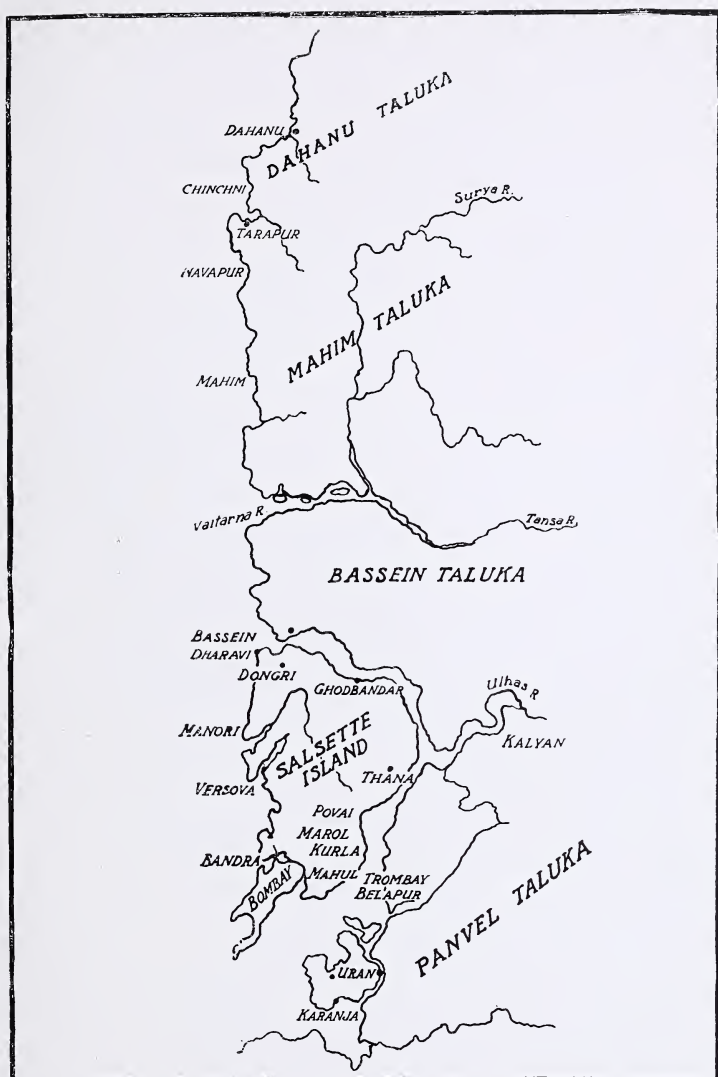 DAHANU
DAHANU TALUKA
CHINCHNI
Surya R.
TARAPUR
NAVAPUR
MAHIM TALUKA
MAHIM
Vaitarna R.
Tansa R.
BASSEIN TALUKA
BASSEIN
DHARAVI
DONGRI
GHODBANDAR
Ulhas R
MANORI
KALYAN
SALSETTE
ISLAND
THANA
VERSOVA
POVAI
MAROL
KURLA
BANDRA
MAHUL
TROMBAY
BELAPUR
BOMBAY
PANVEL TALUKA
URAN
KARANJA